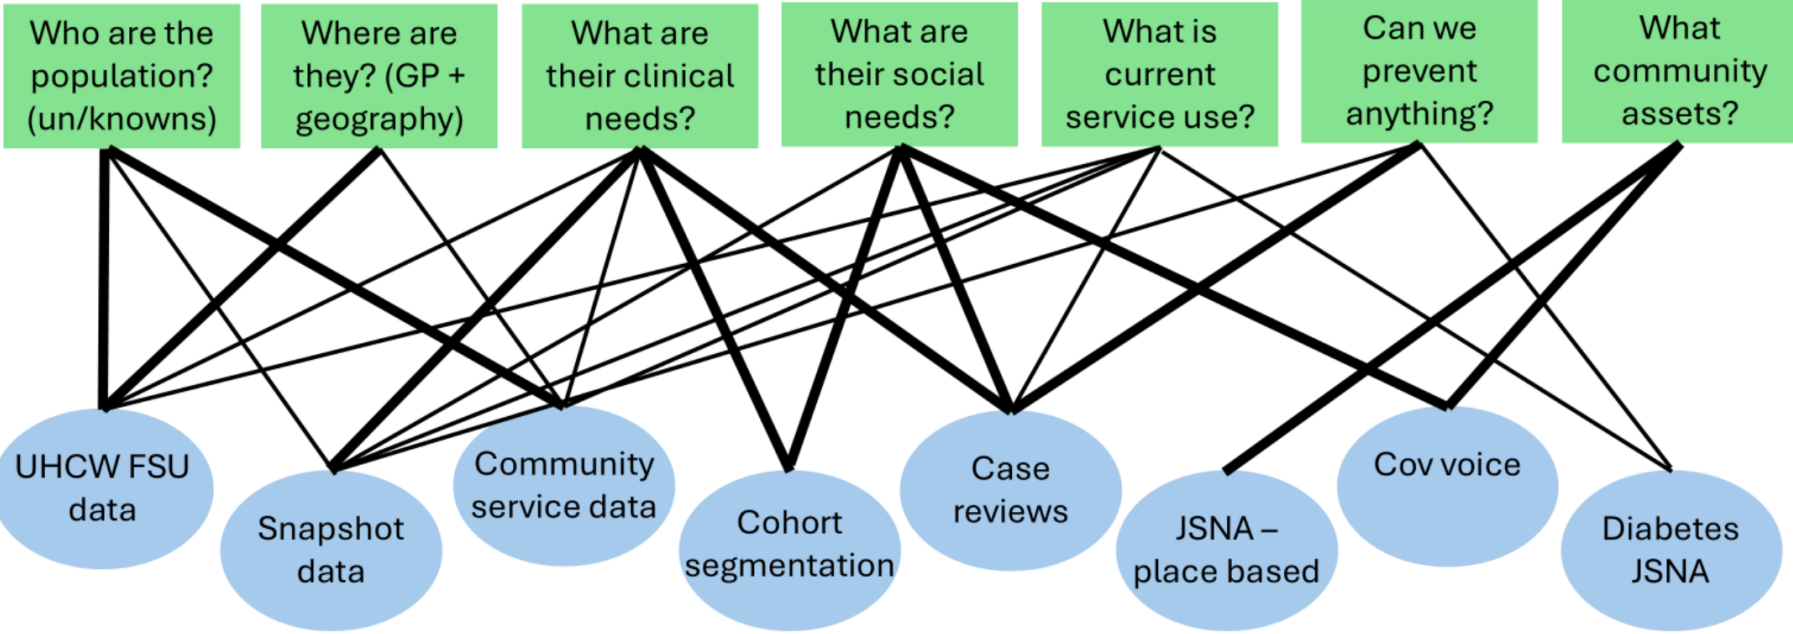 Who are the
population?
(un/knowns)
Where are
they? (GP +
geography)
What are
their clinical
needs?
What are
their social
needs?
What is
current
service use?
Can we
prevent
anything?
What
community
assets?
UHCW FSU
data
Snapshot
data
Community
service data
Cohort
segmentation
Case
reviews
JSNA –
place based
Cov voice
Diabetes
JSNA